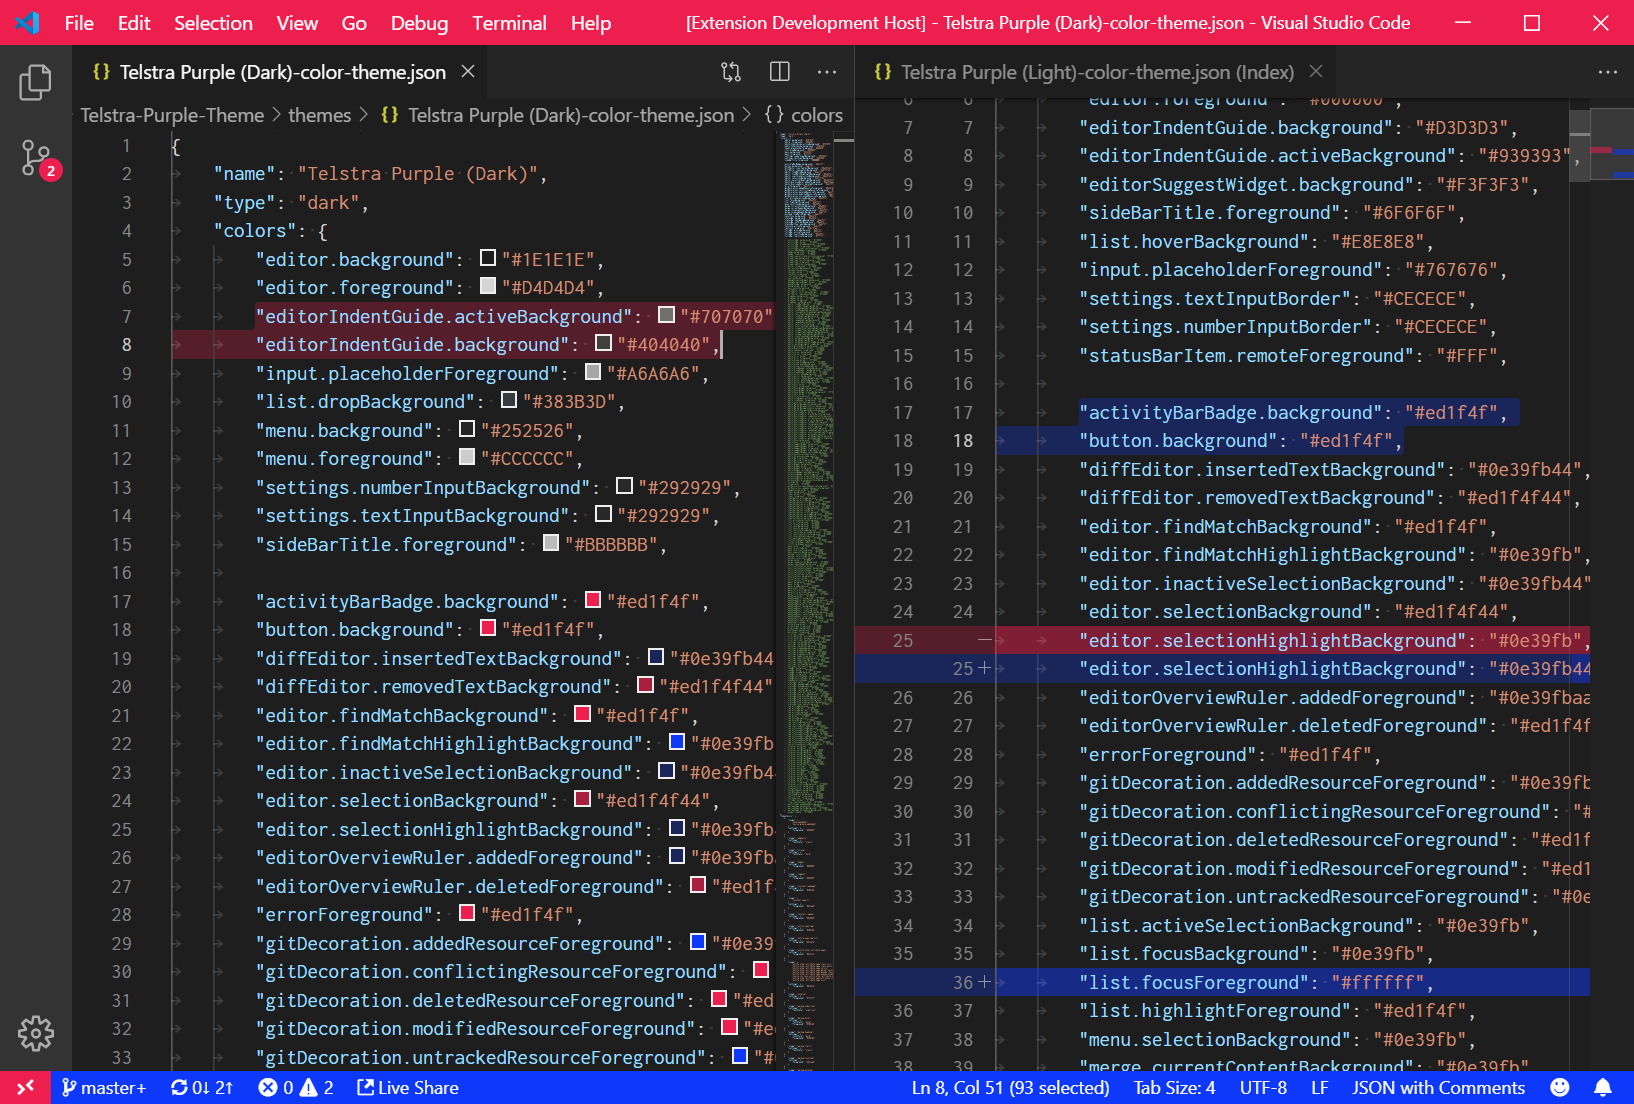 File Edit Selection View Go Debug Terminal Help [Extension Development Host] - Telstra Purple (Dark)-color-theme.json - Visual Studio Code
{} Telstra Purple (Dark)-color-theme.json
Telstra-Purple-Theme > themes > {} Telstra Purple (Dark)-color-theme.json > {} colors
2
1 {
2 "name": "Telstra Purple (Dark)",
3 "type": "dark",
4 "colors": {
5 "editor.background": "#1E1E1E",
6 "editor.foreground": "#D4D4D4",
7 "editorIndentGuide.activeBackground": "#707070"
8 "editorIndentGuide.background": "#404040",
9 "input.placeholderForeground": "#A6A6A6",
10 "list.dropBackground": "#383B3D",
11 "menu.background": "#252526",
12 "menu.foreground": "#CCCCCC",
13 "settings.numberInputBackground": "#292929",
14 "settings.textInputBackground": "#292929",
15 "sideBarTitle.foreground": "#BBBBBB",
16
17 "activityBarBadge.background": "#ed1f4f",
18 "button.background": "#ed1f4f",
19 "diffEditor.insertedTextBackground": "#0e39fb44
20 "diffEditor.removedTextBackground": "#ed1f4f44"
21 "editor.findMatchBackground": "#ed1f4f",
22 "editor.findMatchHighlightBackground": "#0e39fb
23 "editor.inactiveSelectionBackground": "#0e39fb4
24 "editor.selectionBackground": "#ed1f4f44",
25 "editor.selectionHighlightBackground": "#0e39fb
26 "editorOverviewRuler.addedForeground": "#0e39fb
27 "editorOverviewRuler.deletedForeground": "#ed1f
28 "errorForeground": "#ed1f4f",
29 "gitDecoration.addedResourceForeground": "#0e39
30 "gitDecoration.conflictingResourceForeground":
31 "gitDecoration.deletedResourceForeground": "#ed
32 "gitDecoration.modifiedResourceForeground": "#e
33 "gitDecoration.untrackedResourceForeground": "#
{} Telstra Purple (Light)-color-theme.json (Index)
6 6 "editor.foreground": "#000000",
7 7 "editorIndentGuide.background": "#D3D3D3",
8 8 "editorIndentGuide.activeBackground": "#939393",
9 9 "editorSuggestWidget.background": "#F3F3F3",
10 10 "sideBarTitle.foreground": "#6F6F6F",
11 11 "list.hoverBackground": "#E8E8E8",
12 12 "input.placeholderForeground": "#767676",
13 13 "settings.textInputBorder": "#CECECE",
14 14 "settings.numberInputBorder": "#CECECE",
15 15 "statusBarItem.remoteForeground": "#FFF",
16 16
17 17 "activityBarBadge.background": "#ed1f4f",
18 18 "button.background": "#ed1f4f",
19 19 "diffEditor.insertedTextBackground": "#0e39fb44",
20 20 "diffEditor.removedTextBackground": "#ed1f4f44",
21 21 "editor.findMatchBackground": "#ed1f4f",
22 22 "editor.findMatchHighlightBackground": "#0e39fb",
23 23 "editor.inactiveSelectionBackground": "#0e39fb44"
24 24 "editor.selectionBackground": "#ed1f4f44",
25 − "editor.selectionHighlightBackground": "#0e39fb",
25+ "editor.selectionHighlightBackground": "#0e39fb44
26 26 "editorOverviewRuler.addedForeground": "#0e39fbaa
27 27 "editorOverviewRuler.deletedForeground": "#ed1f4f
28 28 "errorForeground": "#ed1f4f",
29 29 "gitDecoration.addedResourceForeground": "#0e39fb
30 30 "gitDecoration.conflictingResourceForeground": "#
31 31 "gitDecoration.deletedResourceForeground": "#ed1f
32 32 "gitDecoration.modifiedResourceForeground": "#ed1
33 33 "gitDecoration.untrackedResourceForeground": "#0e
34 34 "list.activeSelectionBackground": "#0e39fb",
35 35 "list.focusBackground": "#0e39fb",
36+ "list.focusForeground": "#ffffff",
36 37 "list.highlightForeground": "#ed1f4f",
37 38 "menu.selectionBackground": "#0e39fb",
38 39 "merge.currentContentBackground":
master+ 0↓ 2↑ 0 2 Live Share Ln 8, Col 51 (93 selected) Tab Size: 4 UTF-8 LF JSON with Comments